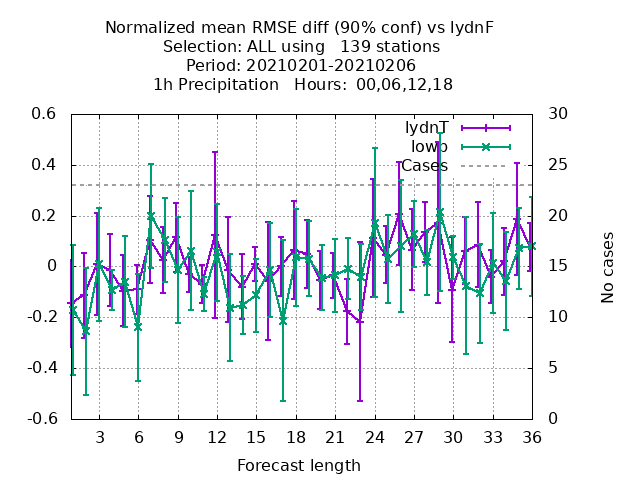 Normalized mean RMSE diff (90% conf) vs lydnF
Selection: ALL using   139 stations
Period: 20210201-20210206
1h Precipitation   Hours:  00,06,12,18
0.6
0.4
0.2
0
-0.2
-0.4
-0.6
lydnT
lowb
Cases
30
25
20
15
10
5
0
No cases
3 6 9 12 15 18 21 24 27 30 33 36
Forecast length